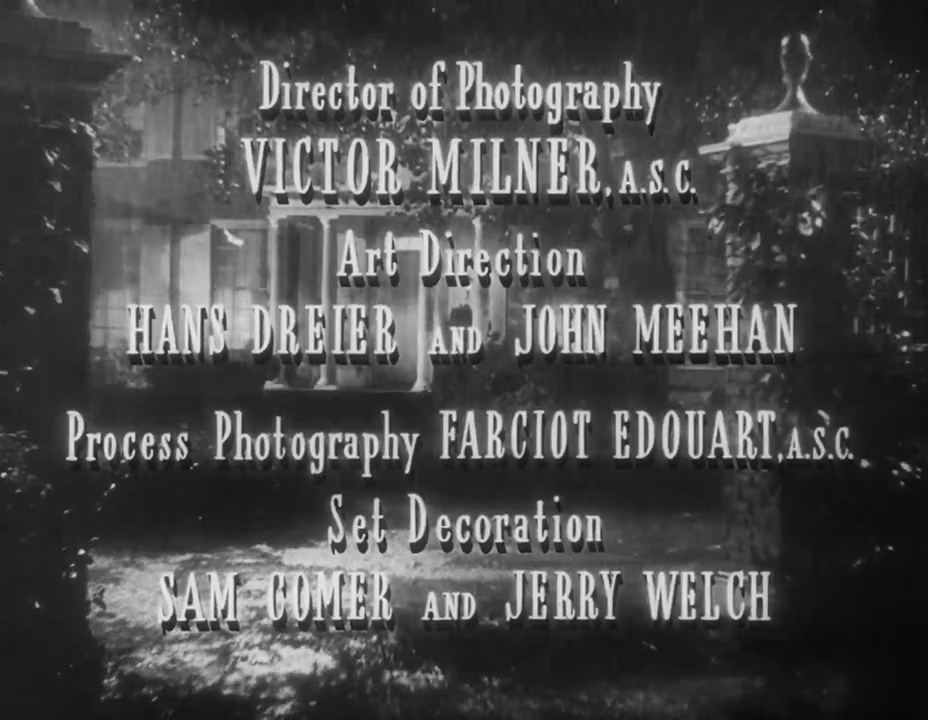 Director of Photography
VICTOR MILNER, A.S.C.
Art Direction
HANS DREIER AND JOHN MEEHAN
Process Photography FARCIOT EDOUART, A.S.C.
Set Decoration
SAM COMER AND JERRY WELCH